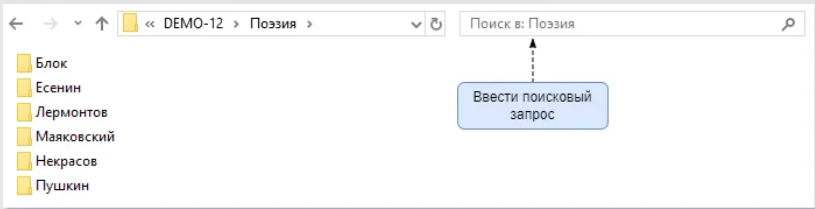 « DEMO-12 › Поэзия ›
Поиск в: Поэзия
Блок
Есенин
Лермонтов
Маяковский
Некрасов
Пушкин
Ввести поисковый
запрос